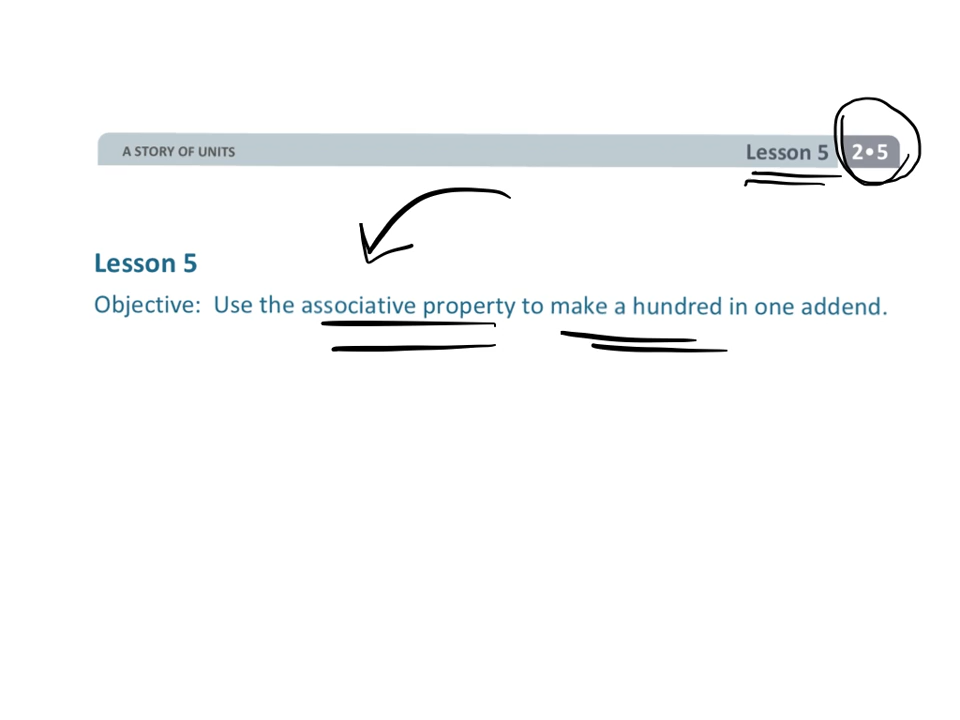 A STORY OF UNITS Lesson 5 2•5
Lesson 5
Objective: Use the associative property to make a hundred in one addend.